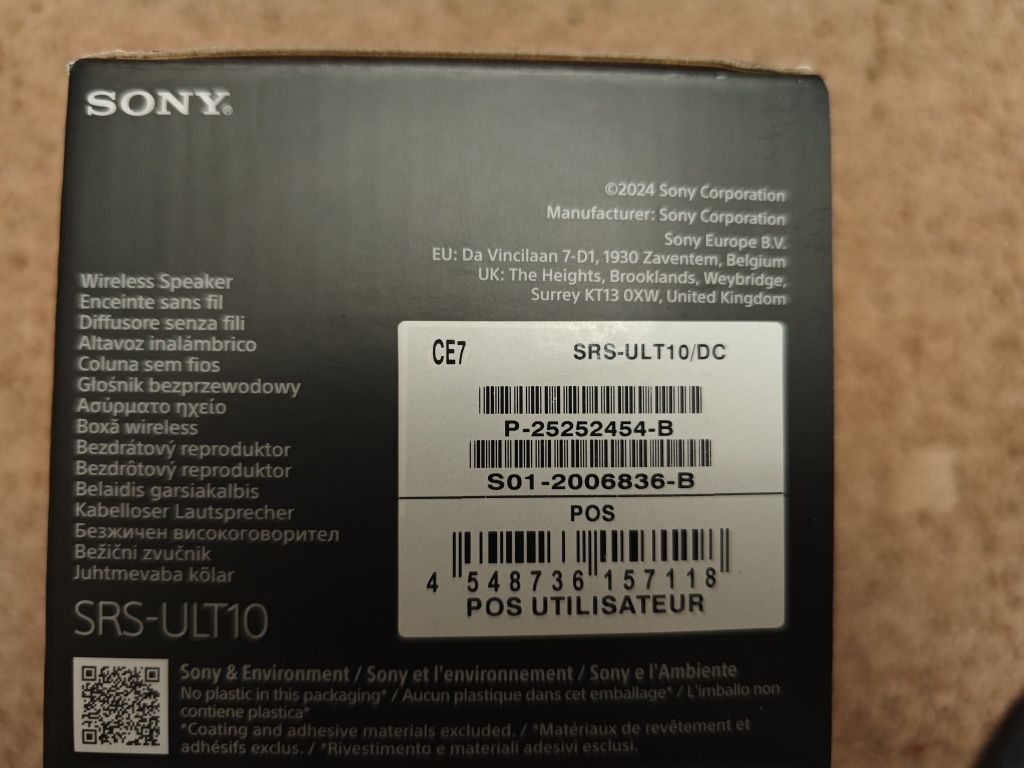 SONY®
©2024 Sony Corporation
Manufacturer: Sony Corporation
Sony Europe B.V.
EU: Da Vincilaan 7-D1, 1930 Zaventem, Belgium
UK: The Heights, Brooklands, Weybridge,
Surrey KT13 0XW, United Kingdom
Wireless Speaker
Enceinte sans fil
Diffusore senza fili
Altavoz inalámbrico
Coluna sem fios
Głośnik bezprzewodowy
Ασύρματο ηχείο
Boxă wireless
Bezdrátový reproduktor
Bezdrôtový reproduktor
Belaidis garsiakalbis
Kabelloser Lautsprecher
Безжичен високоговорител
Bežični zvučnik
Juhtmevaba kõlar
SRS-ULT10
CE7 SRS-ULT10/DC
P-25252454-B
S01-2006836-B
POS
4 548736 157118
POS UTILISATEUR
Sony & Environment / Sony et l'environnement / Sony e l'Ambiente
No plastic in this packaging* / Aucun plastique dans cet emballage* / L'imballo non
contiene plastica*
*Coating and adhesive materials excluded. / *Matériaux de revêtement et
adhésifs exclus. / *Rivestimento e materiali adesivi esclusi.